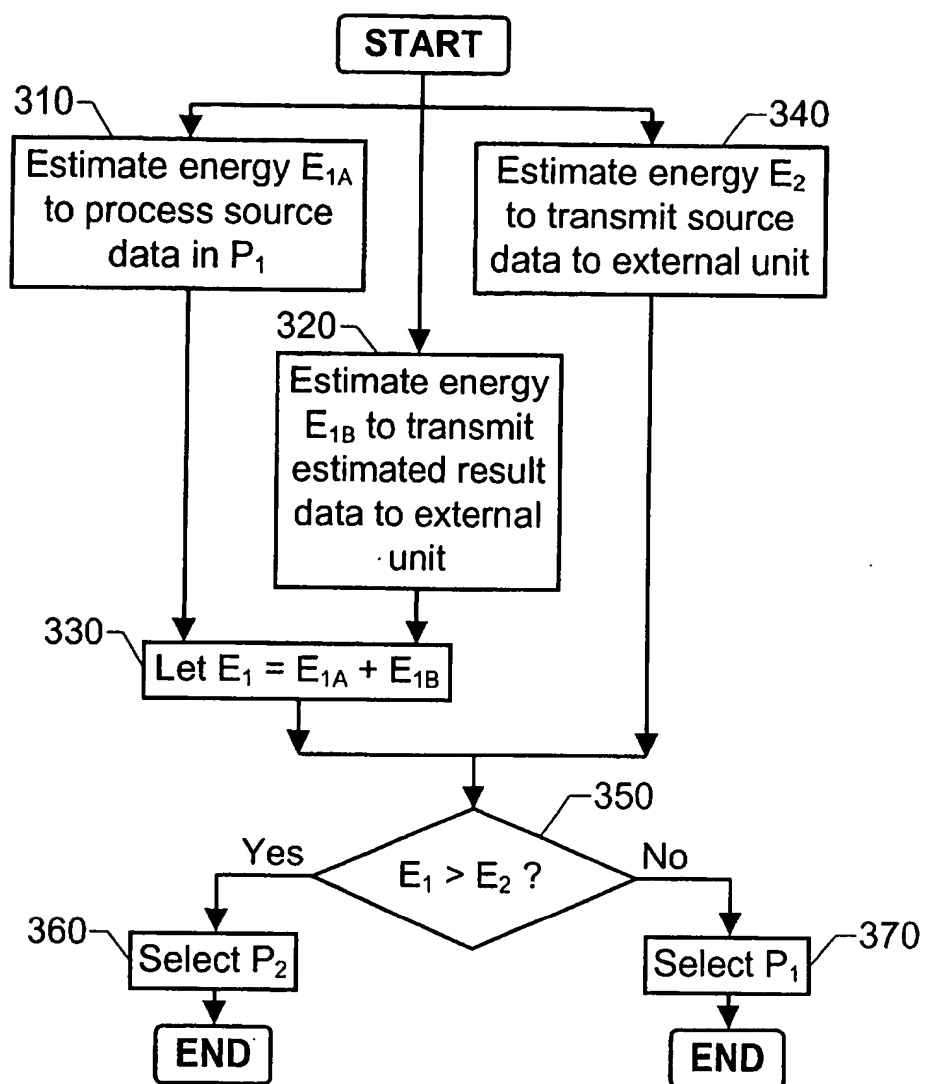 START
310
Estimate energy E1A
to process source
data in P1
340
Estimate energy E2
to transmit source
data to external unit
320
Estimate energy
E1B to transmit
estimated result
data to external
unit
330
Let E1 = E1A + E1B
350
E1 > E2 ?
Yes
No
360
Select P2
370
Select P1
END
END